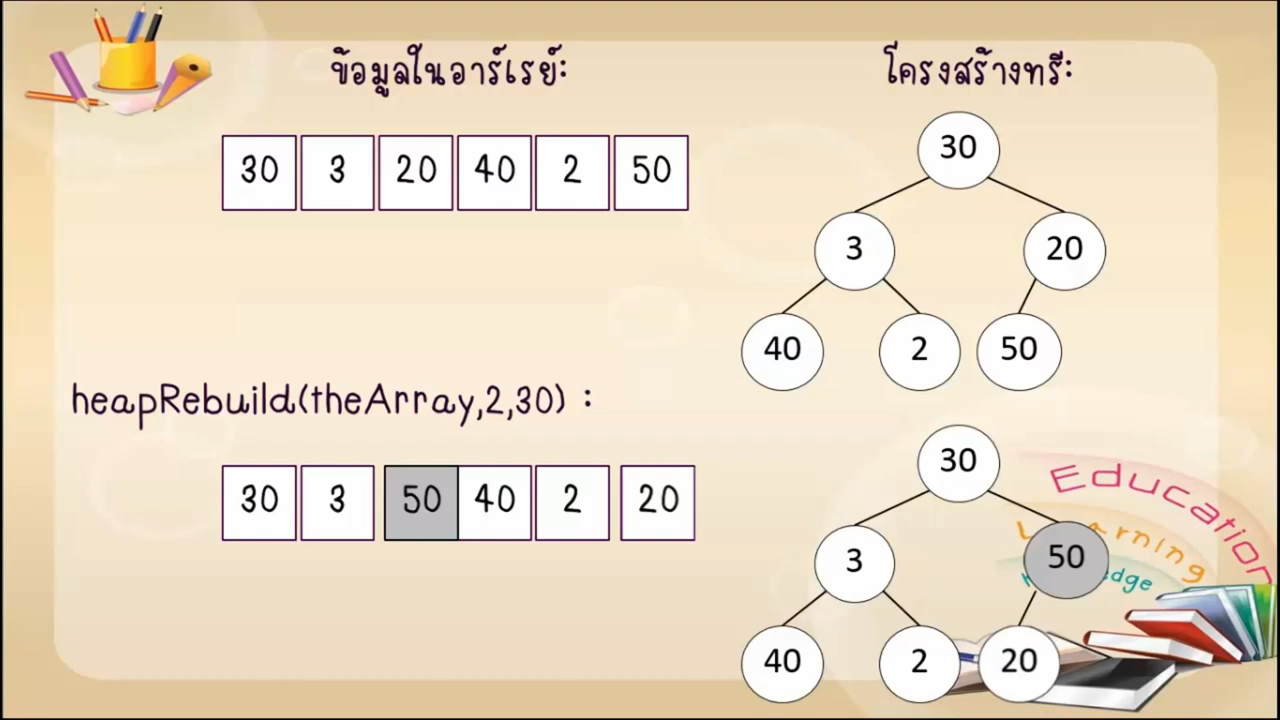 ข้อมูลในอาร์เรย์:
โครงสร้างทรี:
30 3 20 40 2 50
30
3 20
40 2 50
heapRebuild(theArray,2,30) :
30 3 50 40 2 20
30
3 50
40 2 20
Education